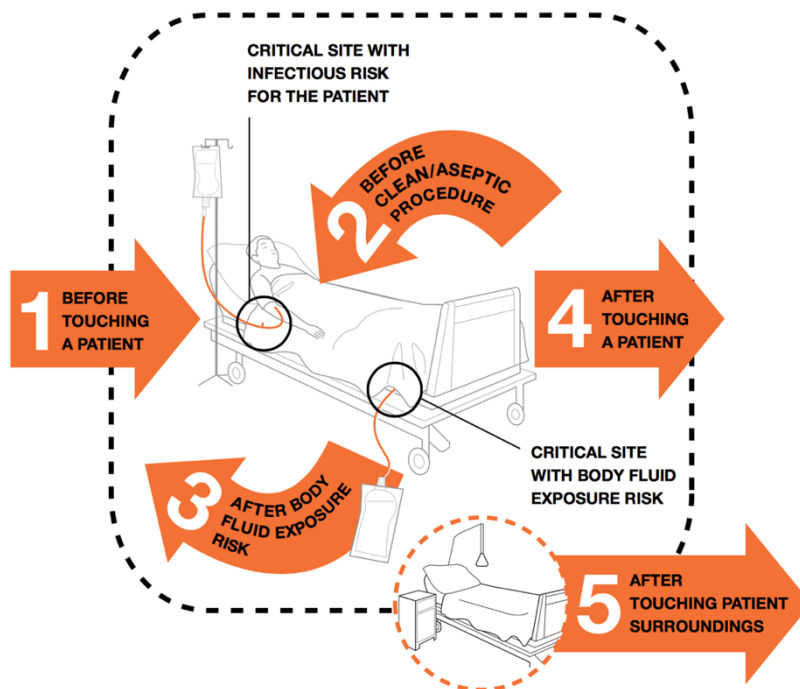 CRITICAL SITE WITH
INFECTIOUS RISK
FOR THE PATIENT
1
BEFORE
TOUCHING
A PATIENT
2
BEFORE
CLEAN/ASEPTIC
PROCEDURE
3
AFTER BODY
FLUID EXPOSURE
RISK
4
AFTER
TOUCHING
A PATIENT
CRITICAL SITE
WITH BODY FLUID
EXPOSURE RISK
5
AFTER
TOUCHING PATIENT
SURROUNDINGS